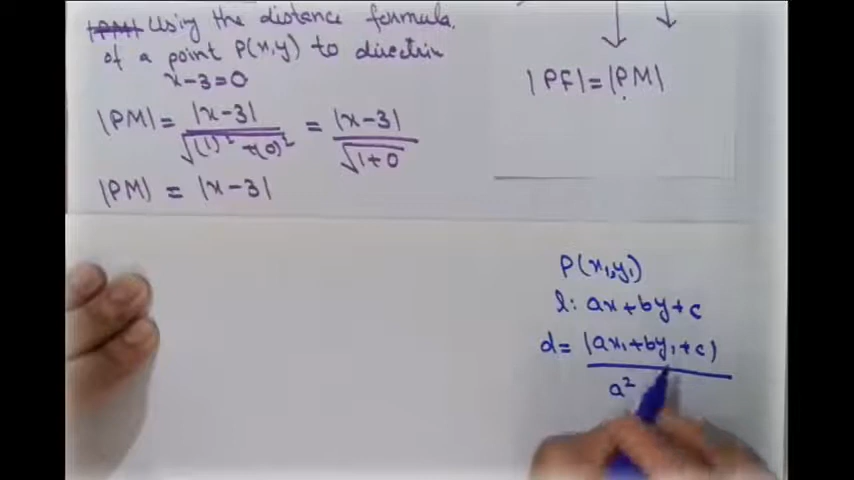 |PM| Using the distance formula.
of a point P(x,y) to directrix
x-3=0
|PM| = |x-3| / √((1)² +(0)²) = |x-3| / √(1+0)
|PM| = |x-3|
|PF|=|PM|
P(x₁,y₁)
l: ax+by+c
d= |ax₁+by₁+c| / a²